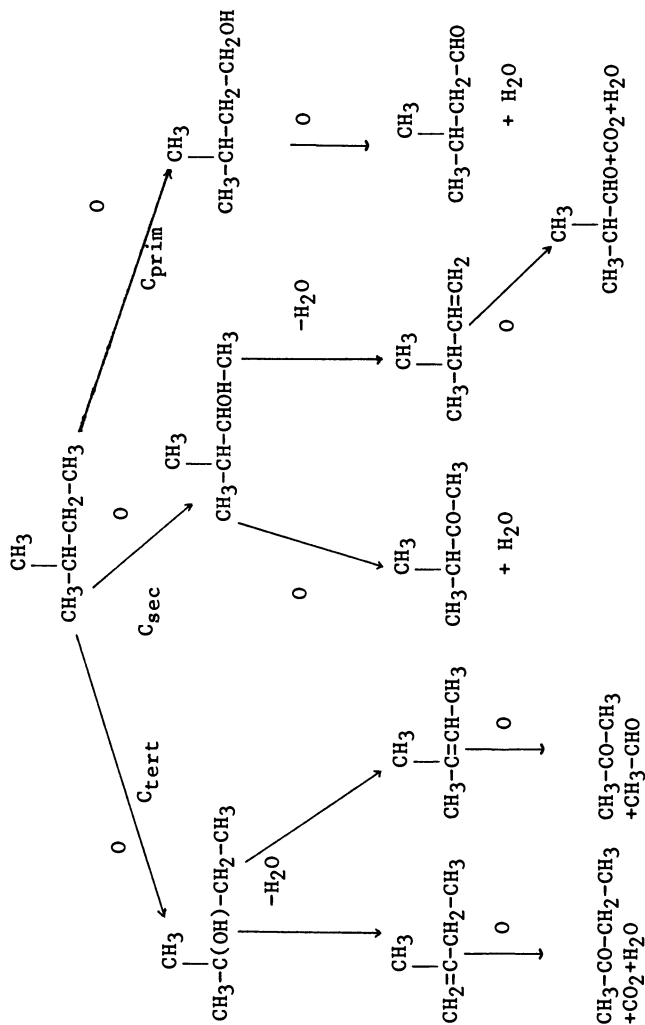 CH3
CH3-CH-CH2-CH3
O
Ctert
O
Csec
O
Cprim
CH3
CH3-C(OH)-CH2-CH3
CH3
CH3-CH-CHOH-CH3
CH3
CH3-CH-CH2-CH2OH
-H2O
O
-H2O
O
CH3
CH2=C-CH2-CH3
CH3
CH3-C=CH-CH3
CH3
CH3-CH-CO-CH3
+ H2O
CH3
CH3-CH-CH=CH2
CH3
CH3-CH-CH2-CHO
+ H2O
O
O
O
CH3-CO-CH2-CH3
+CO2+H2O
CH3-CO-CH3
+CH3-CHO
CH3
CH3-CH-CHO+CO2+H2O